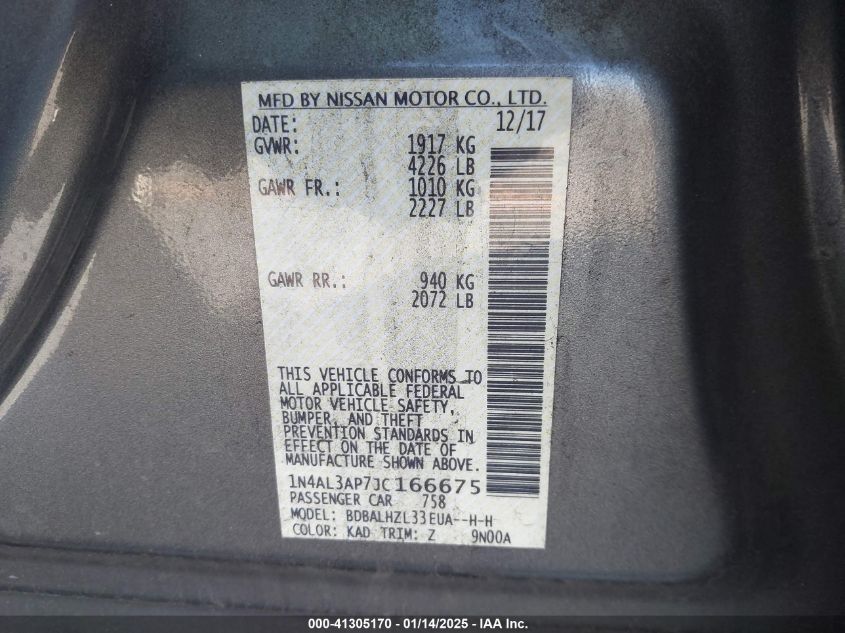 MFD BY NISSAN MOTOR CO., LTD.
DATE: 12/17
GVWR: 1917 KG
4226 LB
GAWR FR.: 1010 KG
2227 LB
GAWR RR.: 940 KG
2072 LB
THIS VEHICLE CONFORMS TO
ALL APPLICABLE FEDERAL
MOTOR VEHICLE SAFETY,
BUMPER, AND THEFT
PREVENTION STANDARDS IN
EFFECT ON THE DATE OF
MANUFACTURE SHOWN ABOVE.
1N4AL3AP7JC166675
PASSENGER CAR 758
MODEL: BDBALHZL33EUA--H-H
COLOR: KAD TRIM: Z 9N00A
000-41305170 - 01/14/2025 - IAA Inc.